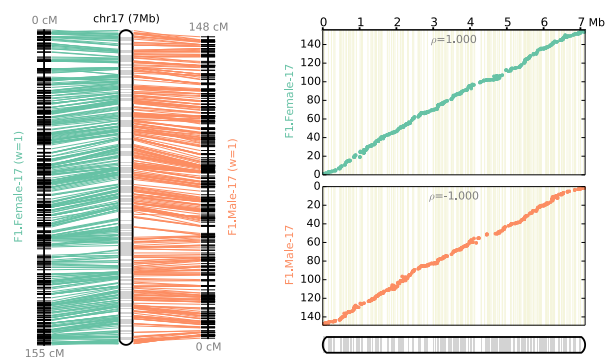 0 cM
chr17 (7Mb)
148 cM
F1.Female-17 (w=1)
F1.Male-17 (w=1)
155 cM
0 cM
0 1 2 3 4 5 6 7 Mb
ρ=1.000
140
120
100
80
60
40
20
0
F1.Female-17
ρ=-1.000
0
20
40
60
80
100
120
140
F1.Male-17